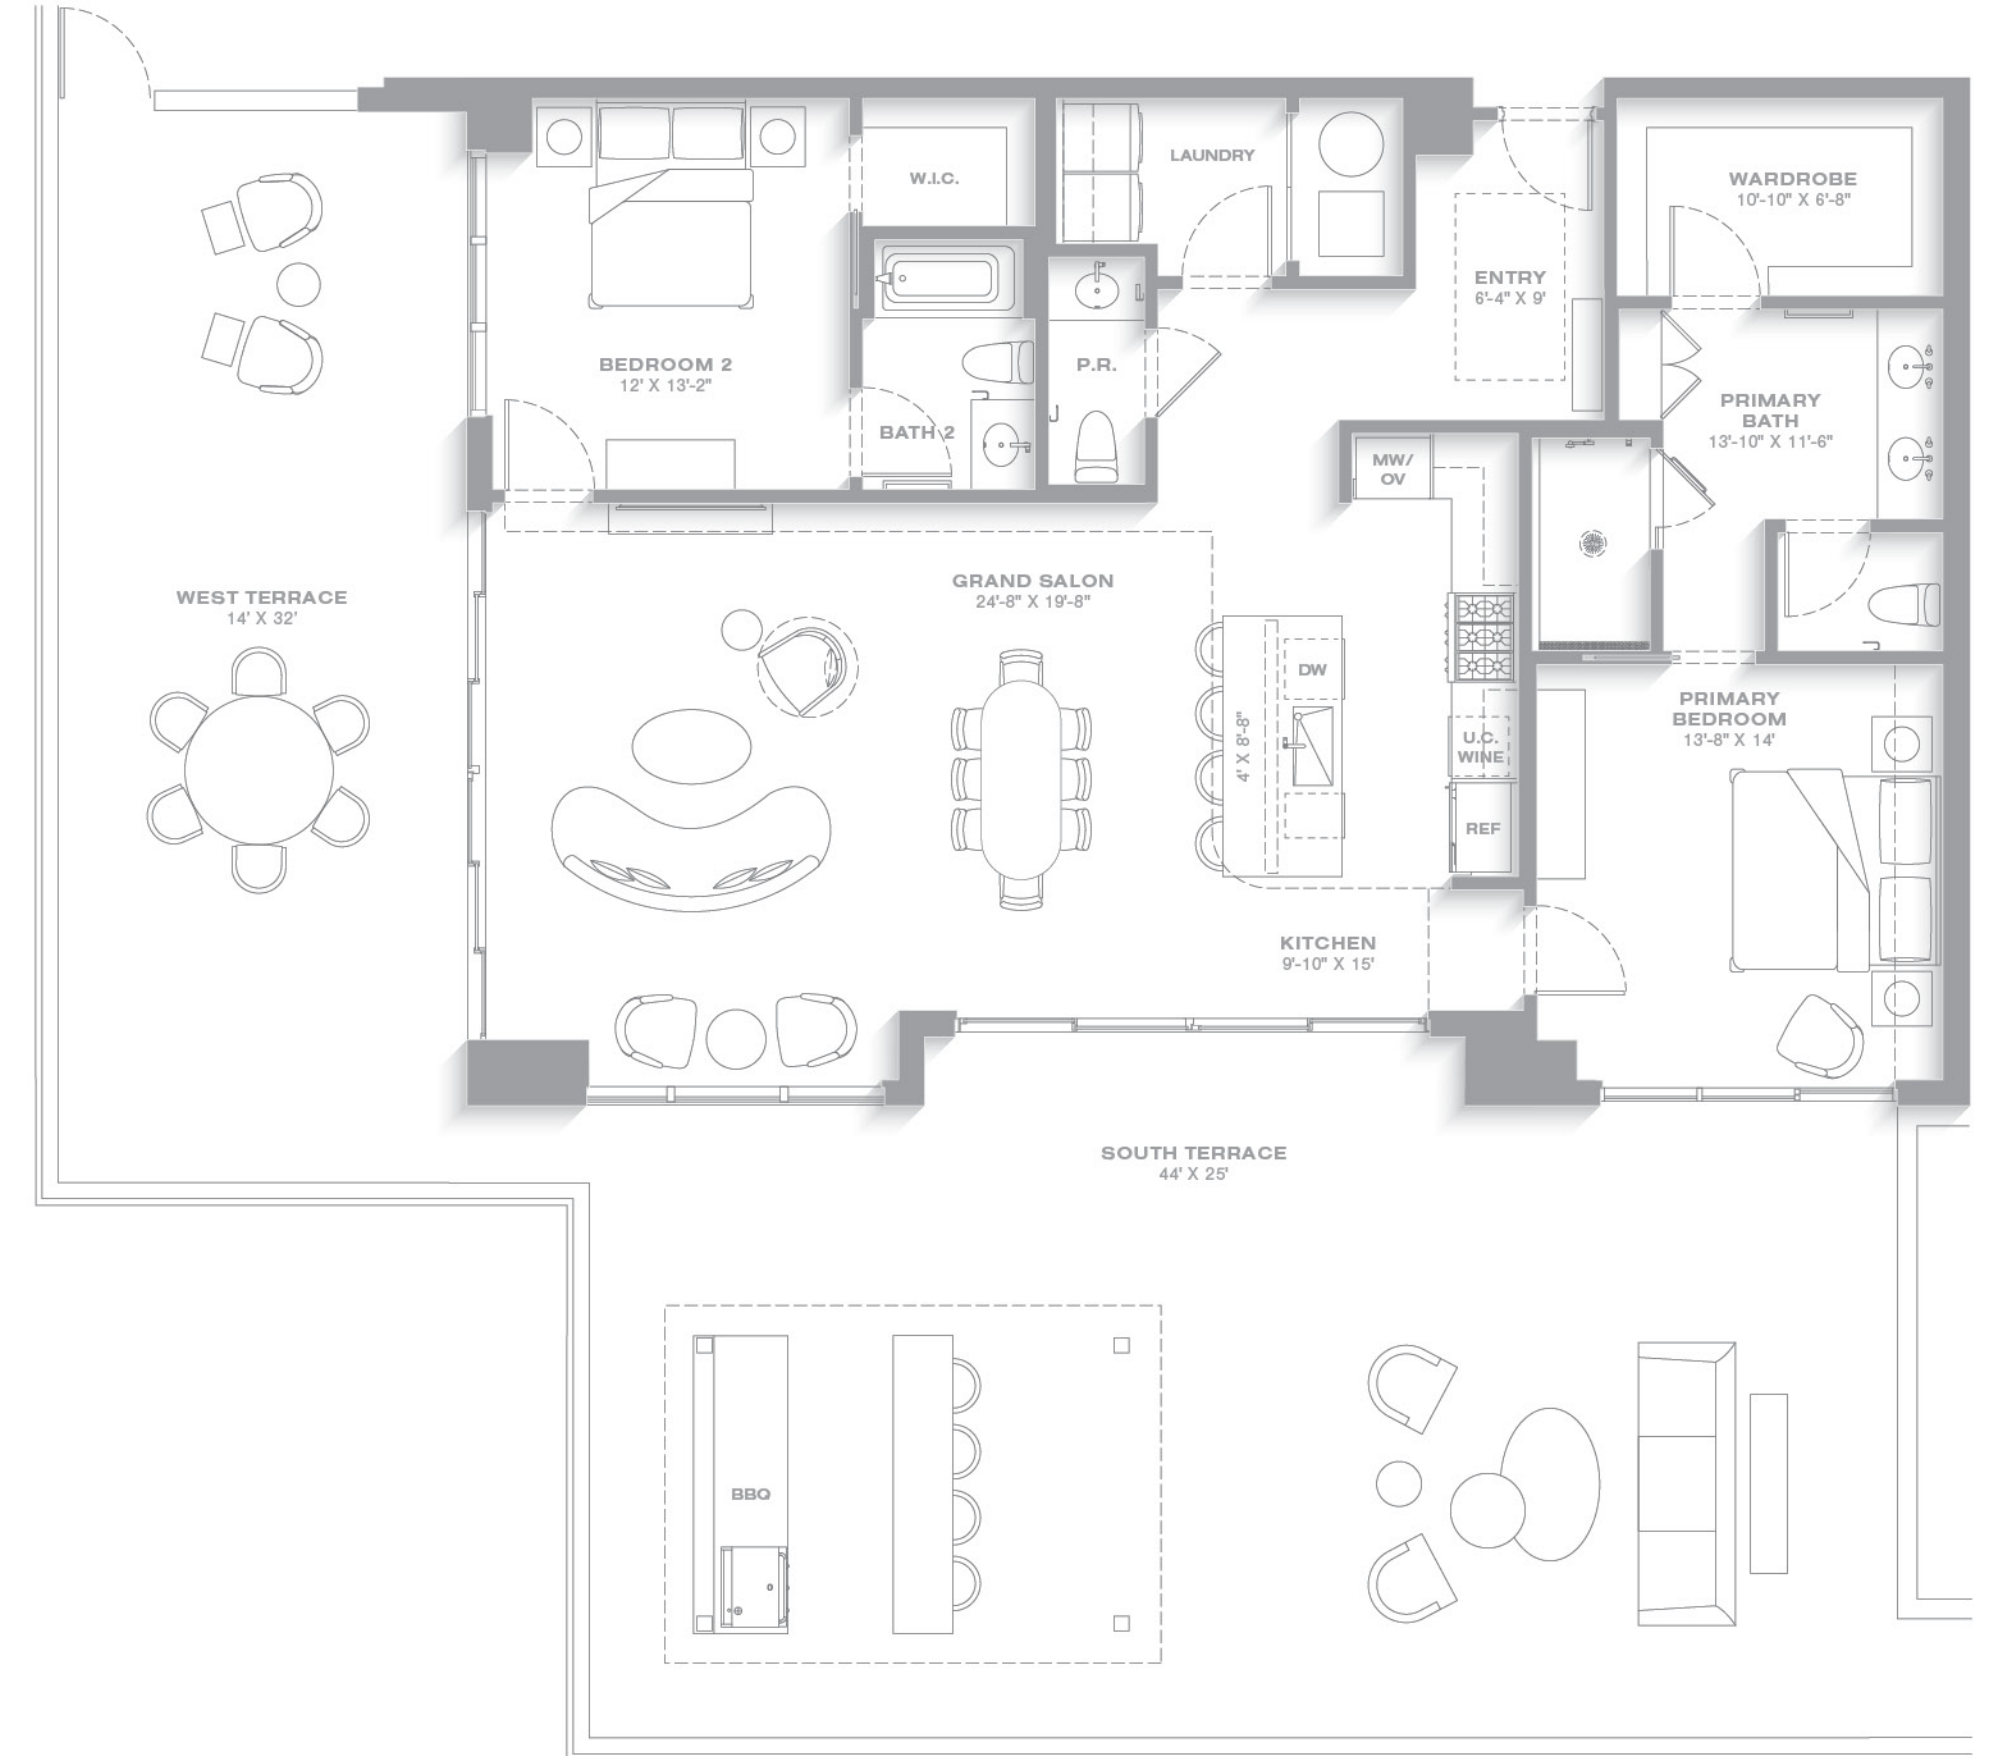 LAUNDRY
W.I.C.
WARDROBE
10'-10" X 6'-8"
ENTRY
6'-4" X 9'
BEDROOM 2
12' X 13'-2"
P.R.
PRIMARY
BATH
13'-10" X 11'-6"
BATH 2
MW/
OV
WEST TERRACE
14' X 32'
GRAND SALON
24'-8" X 19'-8"
DW
4' X 8'-8"
U.C.
WINE
REF
PRIMARY
BEDROOM
13'-8" X 14'
KITCHEN
9'-10" X 15'
SOUTH TERRACE
44' X 25'
BBQ